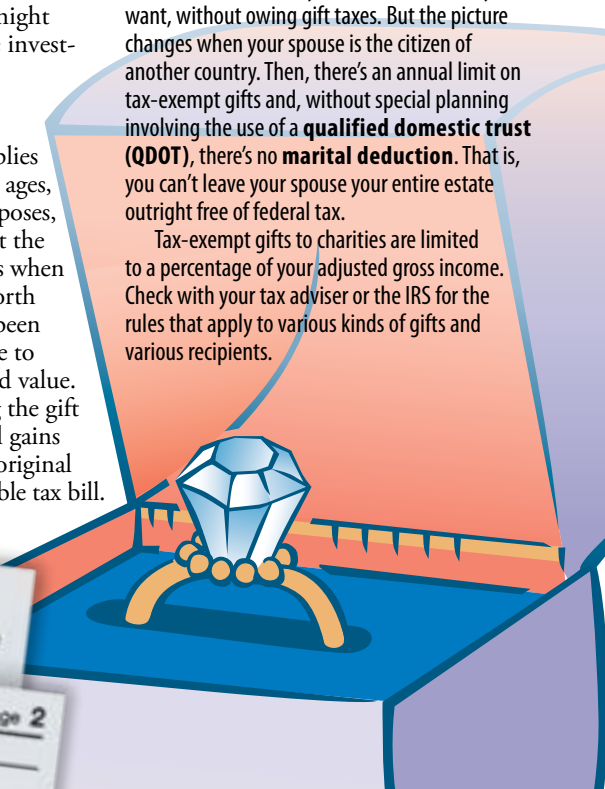 night
invest-
plies
ages,
poses,
t the
s when
orth
been
e to
d value.
g the gift
l gains
original
ble tax bill.
want, without owing gift taxes. But the picture
changes when your spouse is the citizen of
another country. Then, there's an annual limit on
tax-exempt gifts and, without special planning
involving the use of a qualified domestic trust
(QDOT), there's no marital deduction. That is,
you can't leave your spouse your entire estate
outright free of federal tax.
Tax-exempt gifts to charities are limited
to a percentage of your adjusted gross income.
Check with your tax adviser or the IRS for the
rules that apply to various kinds of gifts and
various recipients.
ge 2